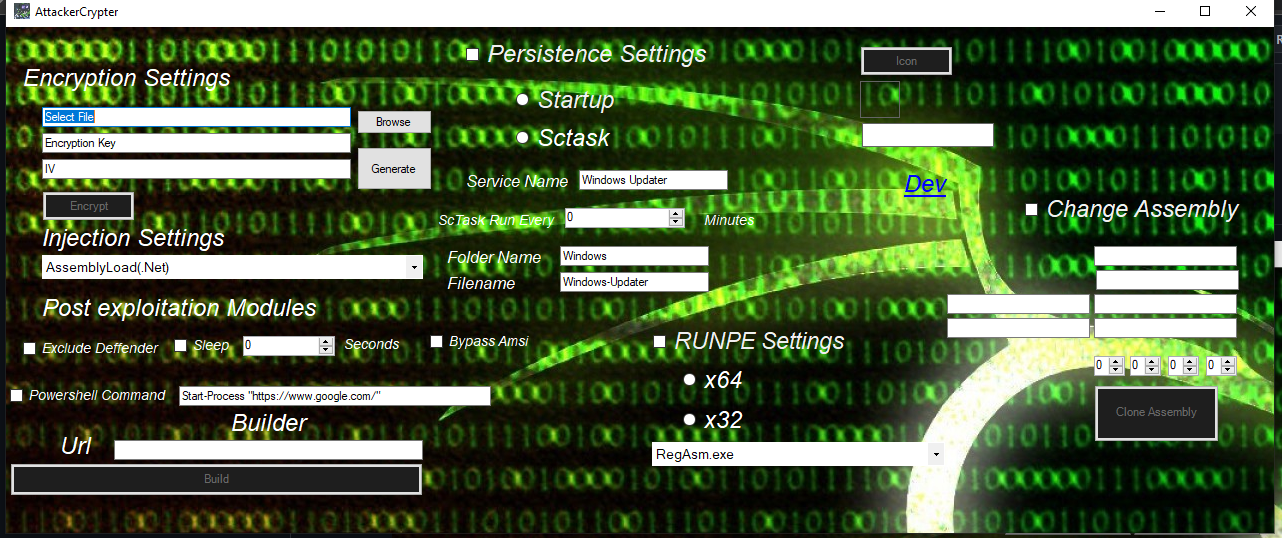 AttackerCrypter
Encryption Settings
Select File
Browse
Encryption Key
IV
Generate
Encrypt
Injection Settings
AssemblyLoad(.Net)
Post exploitation Modules
Exclude Deffender
Sleep
0
Seconds
Bypass Amsi
Powershell Command
Start-Process "https://www.google.com/"
Builder
Url
Build
Persistence Settings
Startup
Sctask
Service Name
Windows Updater
ScTask Run Every
0
Minutes
Folder Name
Windows
Filename
Windows-Updater
RUNPE Settings
x64
x32
RegAsm.exe
Icon
Dev
Change Assembly
0 0 0 0
Clone Assembly